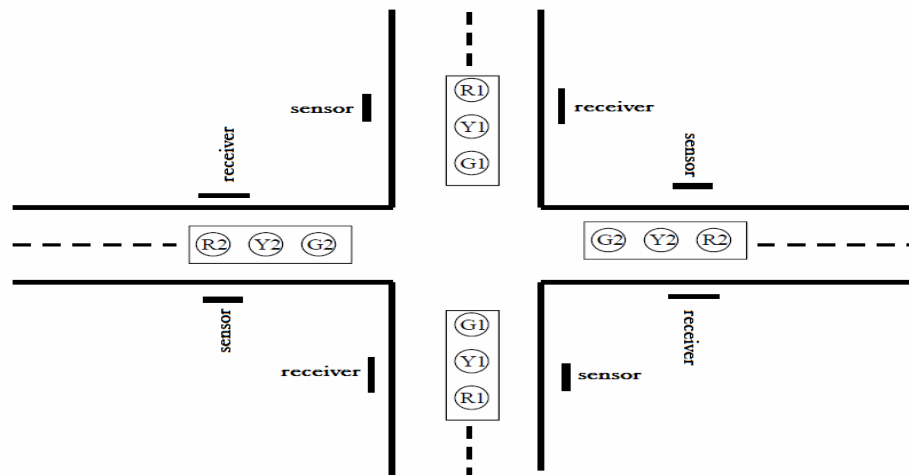 R1
sensor
receiver
Y1
receiver
sensor
G1
R2 Y2 G2
G2 Y2 R2
sensor
receiver
G1
receiver
Y1
sensor
R1